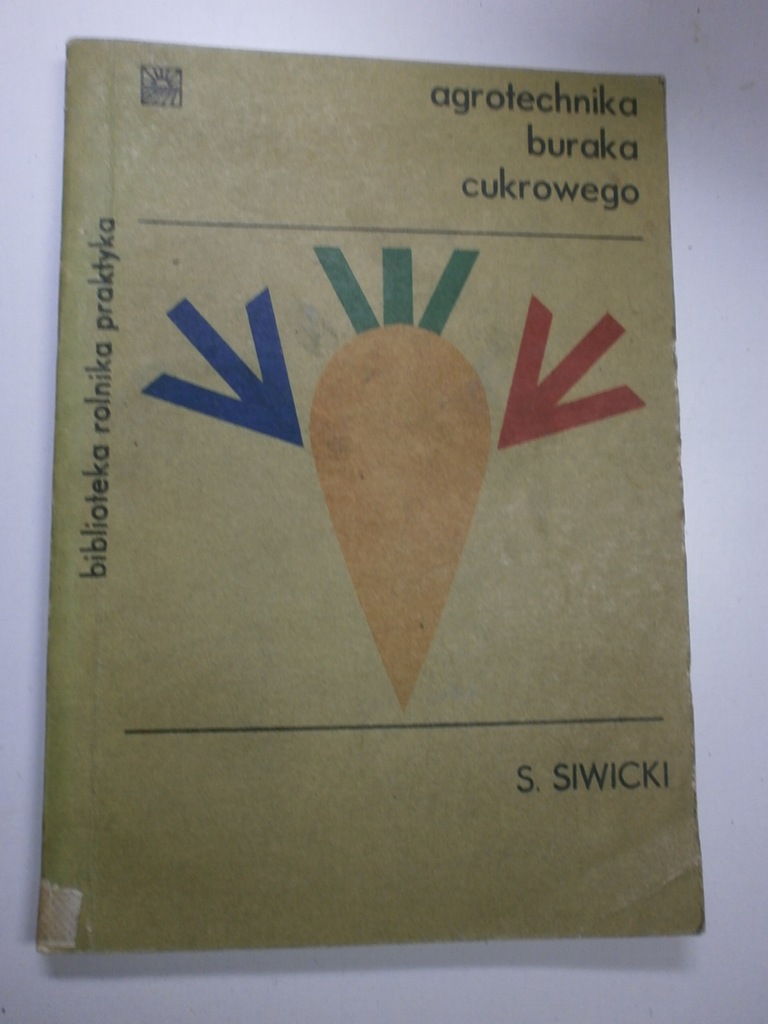 agrotechnika
buraka
cukrowego
biblioteka rolnika praktyka
S. SIWICKI